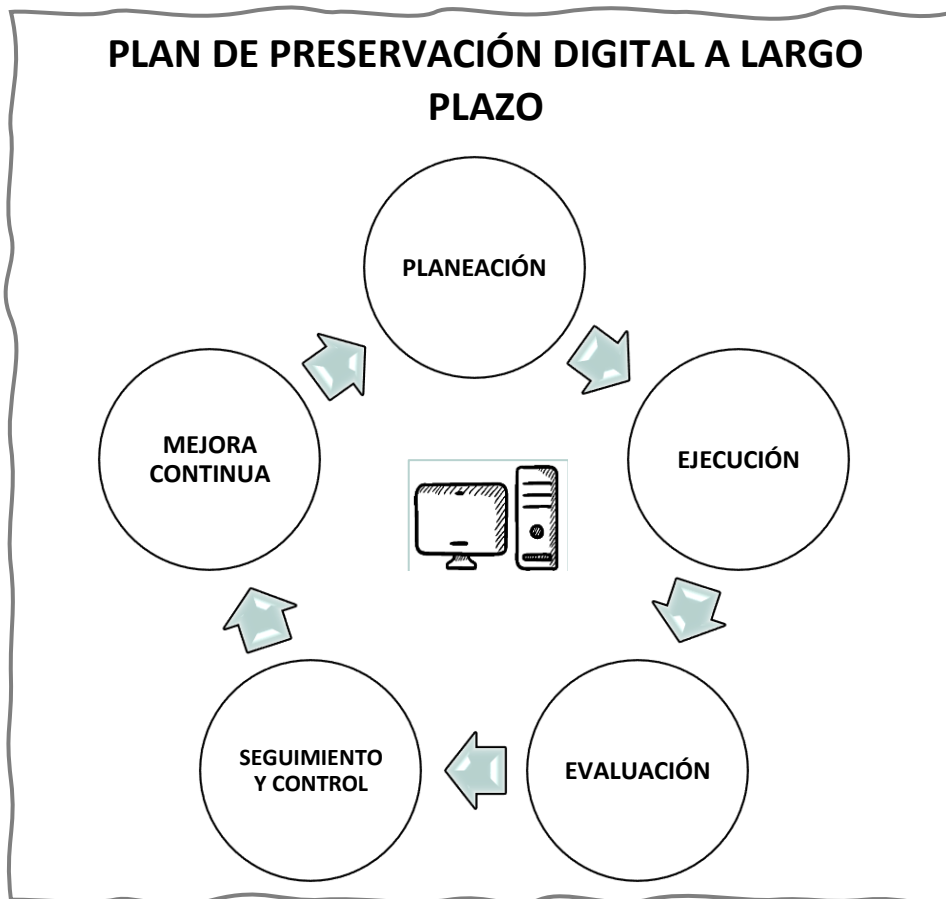 PLAN DE PRESERVACIÓN DIGITAL A LARGO
PLAZO
PLANEACIÓN
EJECUCIÓN
EVALUACIÓN
SEGUIMIENTO
Y CONTROL
MEJORA
CONTINUA